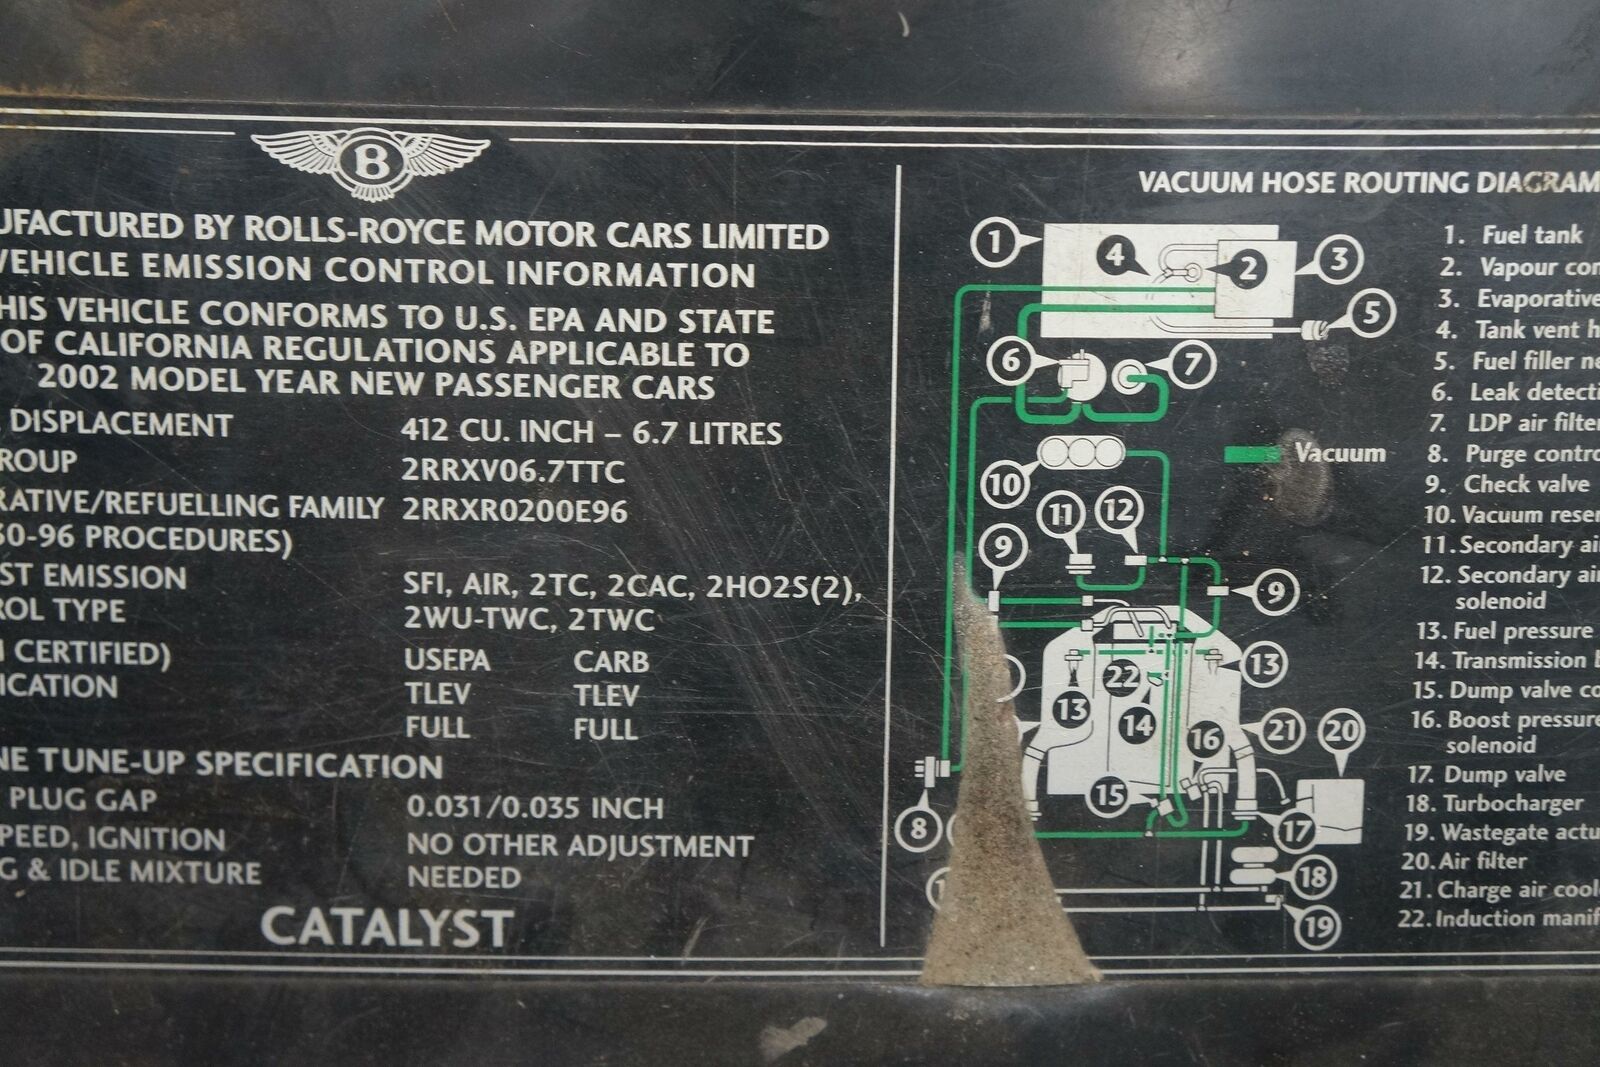 B
UFACTURED BY ROLLS-ROYCE MOTOR CARS LIMITED
VEHICLE EMISSION CONTROL INFORMATION
HIS VEHICLE CONFORMS TO U.S. EPA AND STATE
OF CALIFORNIA REGULATIONS APPLICABLE TO
2002 MODEL YEAR NEW PASSENGER CARS
DISPLACEMENT 412 CU. INCH – 6.7 LITRES
ROUP 2RRXV06.7TTC
RATIVE/REFUELLING FAMILY 2RRXR0200E96
30-96 PROCEDURES)
ST EMISSION SFI, AIR, 2TC, 2CAC, 2HO2S(2),
ROL TYPE 2WU-TWC, 2TWC
CERTIFIED) USEPA CARB
ICATION TLEV TLEV
FULL FULL
NE TUNE-UP SPECIFICATION
PLUG GAP 0.031/0.035 INCH
PEED, IGNITION NO OTHER ADJUSTMENT
G & IDLE MIXTURE NEEDED
CATALYST
VACUUM HOSE ROUTING DIAGRAM
1 4 2 3
5
6 7
Vacuum
10
11 12
9 9
13
22
13
14
16 21 20
15
8 17
18
19
1. Fuel tank
2. Vapour con
3. Evaporative
4. Tank vent h
5. Fuel filler ne
6. Leak detecti
7. LDP air filter
8. Purge contro
9. Check valve
10. Vacuum reser
11. Secondary air
12. Secondary air
solenoid
13. Fuel pressure
14. Transmission
15. Dump valve co
16. Boost pressure
solenoid
17. Dump valve
18. Turbocharger
19. Wastegate actu
20. Air filter
21. Charge air cool
22. Induction manif